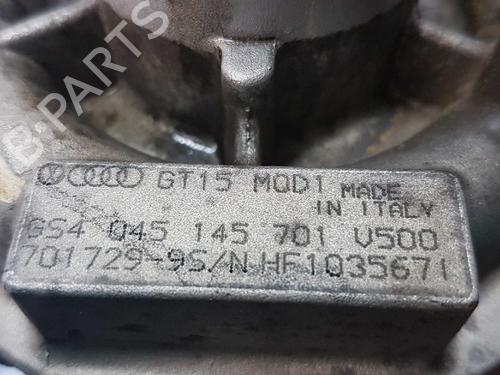 GT15 MOD1 MADE IN ITALY
GS4 045 145 701 V500
701729-9S/N HF1035671
B-PARTS